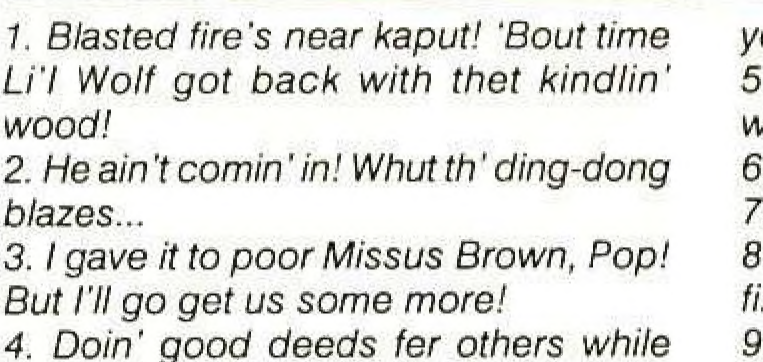 1. Blasted fire's near kaput! 'Bout time
Li'l Wolf got back with thet kindlin'
wood!
2. He ain't comin' in! Whut th' ding-dong
blazes...
3. I gave it to poor Missus Brown, Pop!
But I'll go get us some more!
4. Doin' good deeds fer others while
5
6
7
8
9